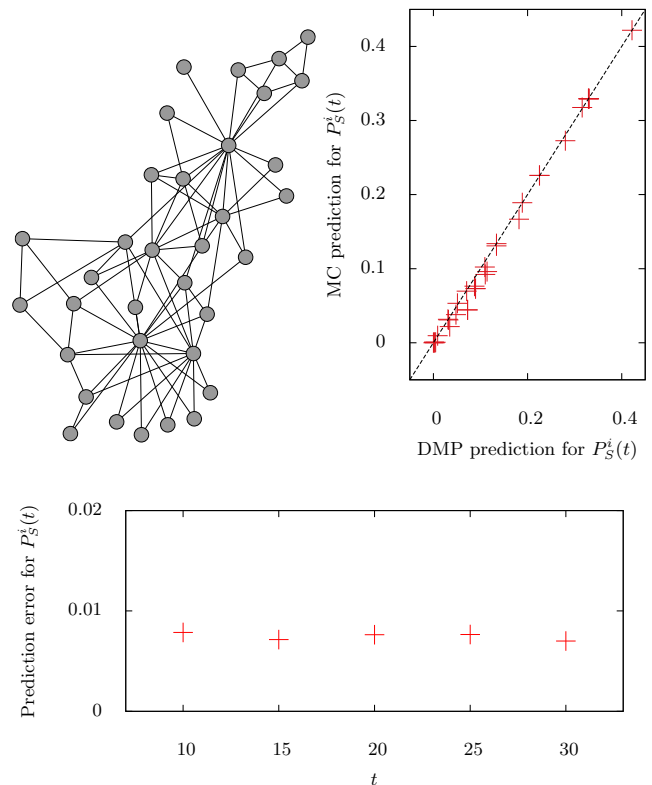 0.4
0.3
0.2
0.1
0
MC prediction for $P_S^i(t)$
0 0.2 0.4
DMP prediction for $P_S^i(t)$
0.02
0.01
0
Prediction error for $P_S^i(t)$
10 15 20 25 30
$t$